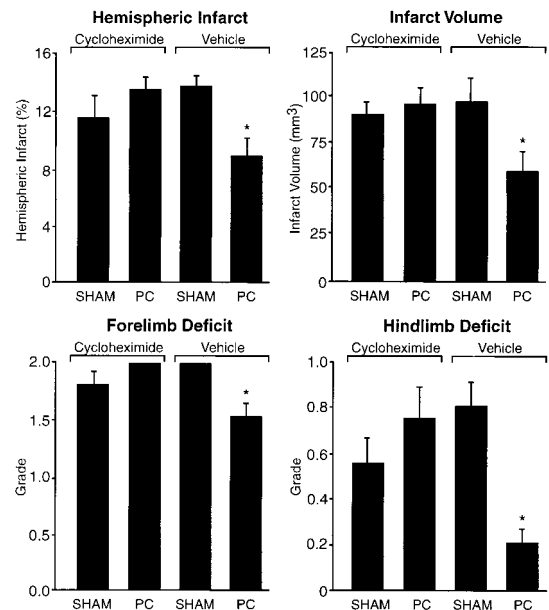 Hemispheric Infarct
Cycloheximide Vehicle
Hemispheric Infarct (%)
16
12
8
4
0
*
SHAM PC SHAM PC
Infarct Volume
Cycloheximide Vehicle
Infarct Volume (mm3)
125
100
75
50
25
0
*
SHAM PC SHAM PC
Forelimb Deficit
Cycloheximide Vehicle
Grade
2.0
1.5
1.0
0.5
0.0
*
SHAM PC SHAM PC
Hindlimb Deficit
Cycloheximide Vehicle
Grade
1.0
0.8
0.6
0.4
0.2
0
*
SHAM PC SHAM PC